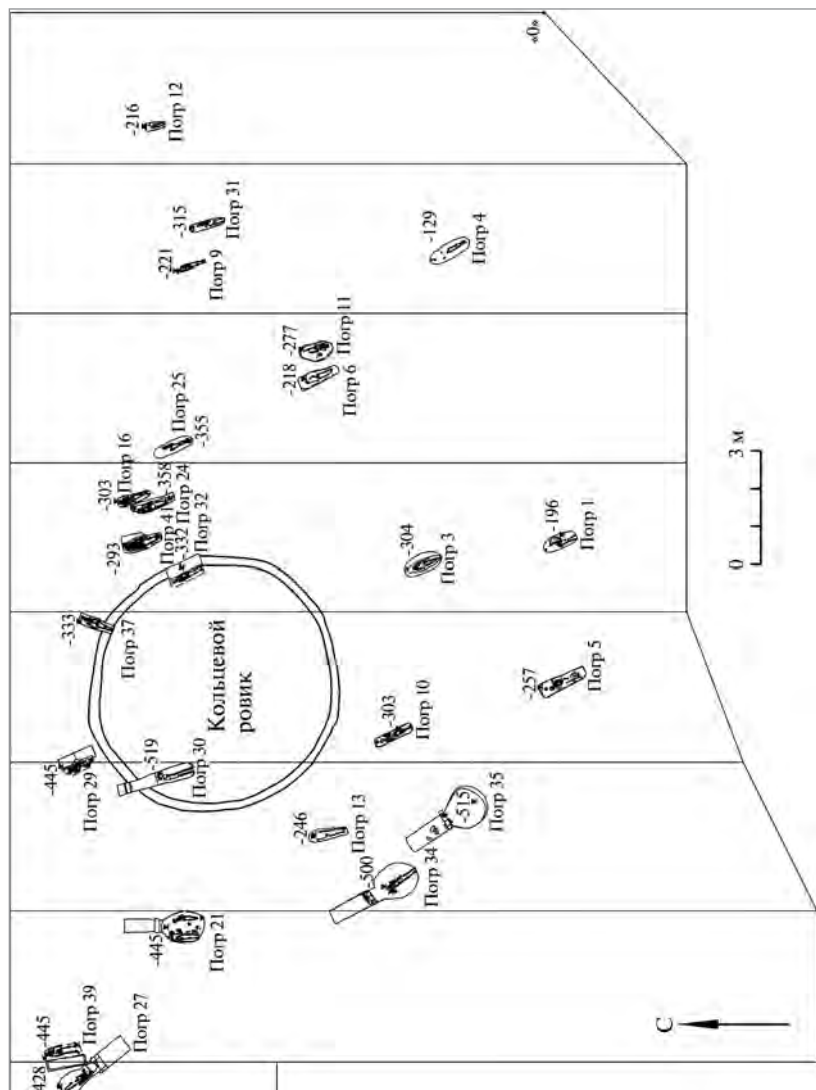 «0»
-216
Погр 12
-315
Погр 31
-221
Погр 9
-129
Погр 4
-277
Погр 11
-218
Погр 6
Погр 25
-355
Погр 16
-303
-358
Погр 24
-293
Погр 41
-332
Погр 32
-304
Погр 3
-196
Погр 1
0 3 м
-333
Погр 37
Кольцевой
ровик
-257
Погр 5
-303
Погр 10
-445
Погр 29
-519
Погр 30
-246
Погр 13
-515
Погр 35
-500
Погр 34
-445
Погр 21
-445
Погр 39
Погр 27
428
С